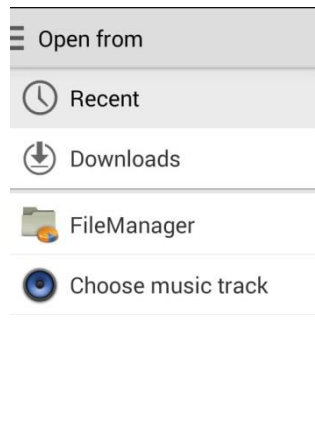 Open from
Recent
Downloads
FileManager
Choose music track